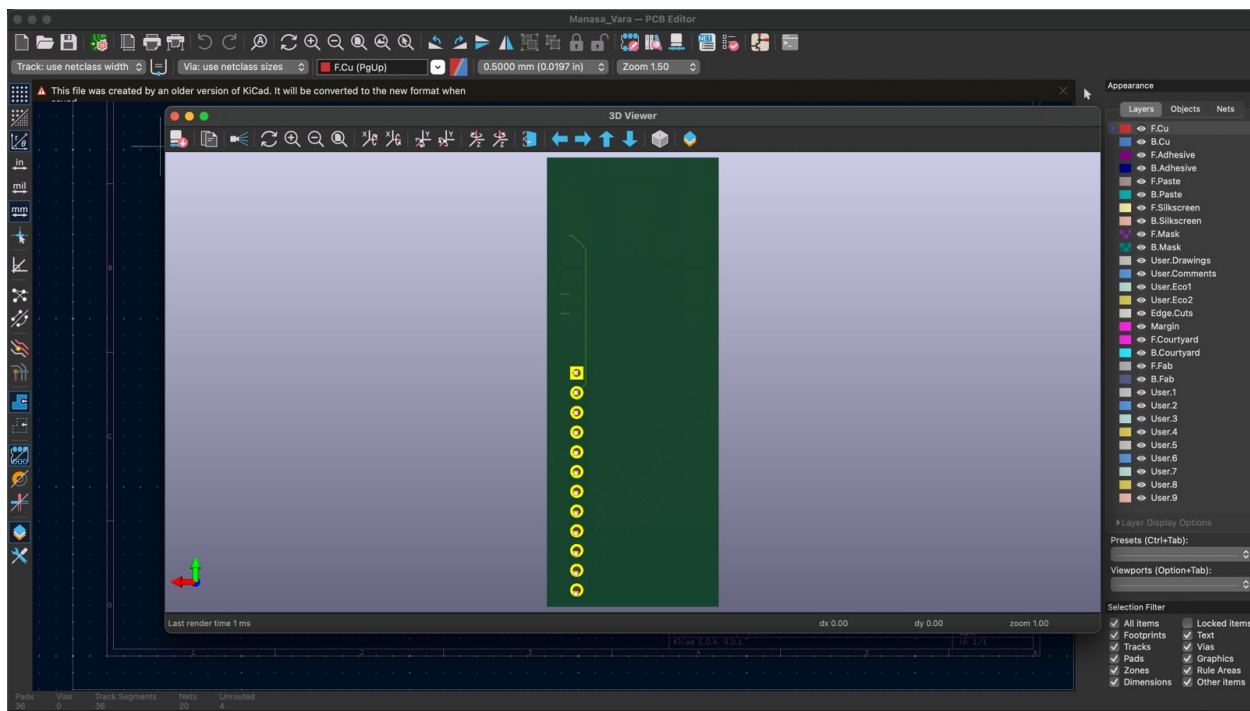 Manasa_Vara — PCB Editor
Track: use netclass width
Via: use netclass sizes
F.Cu (PgUp)
0.5000 mm (0.0197 in)
Zoom 1.50
This file was created by an older version of KiCad. It will be converted to the new format when
Appearance
Layers Objects Nets
3D Viewer
in
mil
mm
F.Cu
B.Cu
F.Adhesive
B.Adhesive
F.Paste
B.Paste
F.Silkscreen
B.Silkscreen
F.Mask
B.Mask
User.Drawings
User.Comments
User.Eco1
User.Eco2
Edge.Cuts
Margin
F.Courtyard
B.Courtyard
F.Fab
B.Fab
User.1
User.2
User.3
User.4
User.5
User.6
User.7
User.8
User.9
Layer Display Options
Presets (Ctrl+Tab):
Viewports (Option+Tab):
Selection Filter
All items Locked items
Footprints Text
Tracks Vias
Pads Graphics
Zones Rule Areas
Dimensions Other items
Last render time 1 ms
dx 0.00
dy 0.00
zoom 1.00
KiCad E.D.A. 9.0.1
Id: 1/1
Pads Vias Track Segments Nets Unrouted
36 0 36 20 4